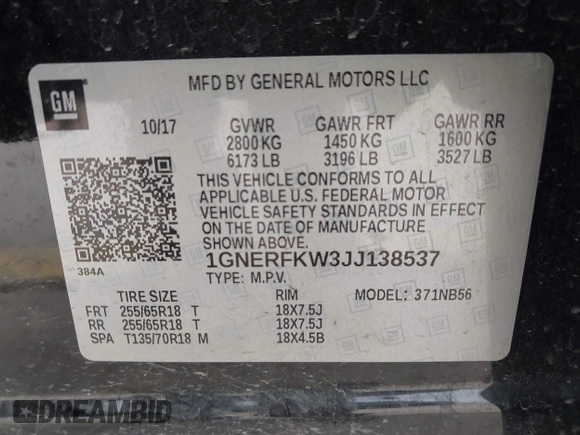 GM
MFD BY GENERAL MOTORS LLC
10/17 GVWR GAWR FRT GAWR RR
2800 KG 1450 KG 1600 KG
6173 LB 3196 LB 3527 LB
THIS VEHICLE CONFORMS TO ALL
APPLICABLE U.S. FEDERAL MOTOR
VEHICLE SAFETY STANDARDS IN EFFECT
ON THE DATE OF MANUFACTURE
SHOWN ABOVE.
384A
1GNERFKW3JJ138537
TYPE: M.P.V.
TIRE SIZE RIM MODEL: 371NB56
FRT 255/65R18 T 18X7.5J
RR 255/65R18 T 18X7.5J
SPA T135/70R18 M 18X4.5B
DREAMBID